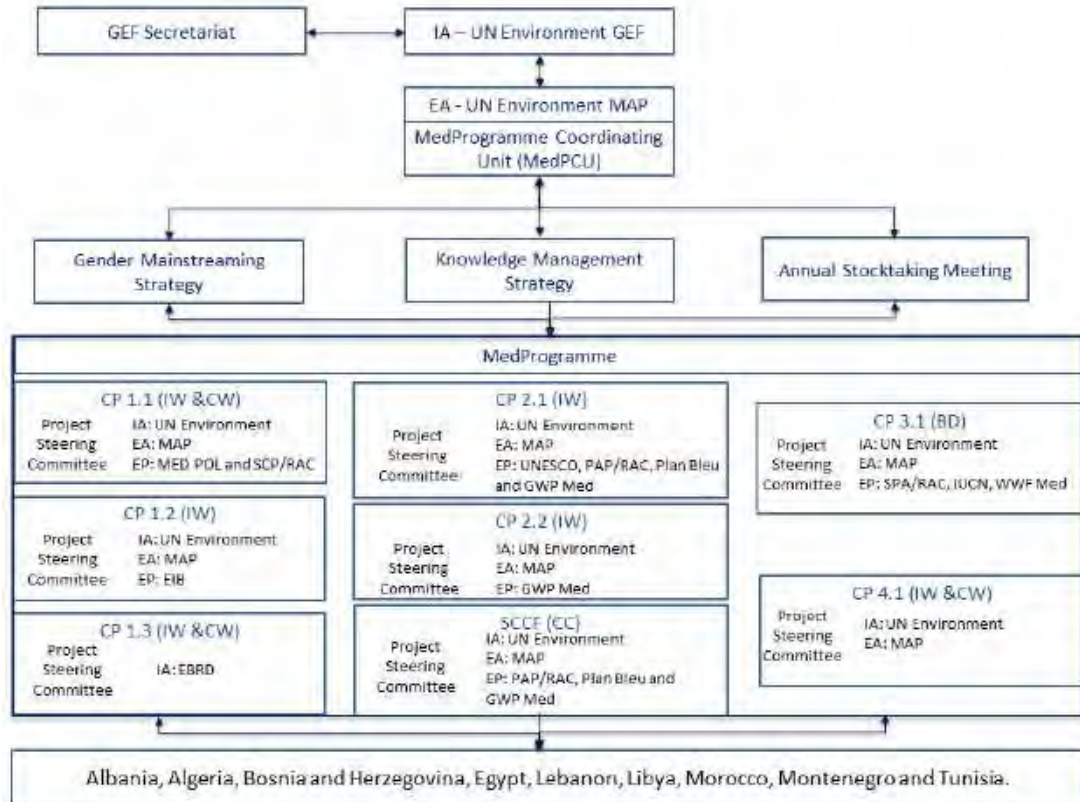 GEF Secretariat
IA – UN Environment GEF
EA - UN Environment MAP
MedProgramme Coordinating
Unit (MedPCU)
Gender Mainstreaming
Strategy
Knowledge Management
Strategy
Annual Stocktaking Meeting
MedProgramme
CP 1.1 (IW &CW)
Project
Steering
Committee
IA: UN Environment
EA: MAP
EP: MED POL and SCP/RAC
CP 1.2 (IW)
Project
Steering
Committee
IA: UN Environment
EA: MAP
EP: EIB
CP 1.3 (IW &CW)
Project
Steering
Committee
IA: EBRD
CP 2.1 (IW)
Project
Steering
Committee
IA: UN Environment
EA: MAP
EP: UNESCO, PAP/RAC, Plan Bleu
and GWP Med
CP 2.2 (IW)
Project
Steering
Committee
IA: UN Environment
EA: MAP
EP: GWP Med
SCCF (CC)
Project
Steering
Committee
IA: UN Environment
EA: MAP
EP: PAP/RAC, Plan Bleu and
GWP Med
CP 3.1 (BD)
Project
Steering
Committee
IA: UN Environment
EA: MAP
EP: SPA/RAC, IUCN, WWF Med
CP 4.1 (IW &CW)
Project
Steering
Committee
IA: UN Environment
EA: MAP
Albania, Algeria, Bosnia and Herzegovina, Egypt, Lebanon, Libya, Morocco, Montenegro and Tunisia.